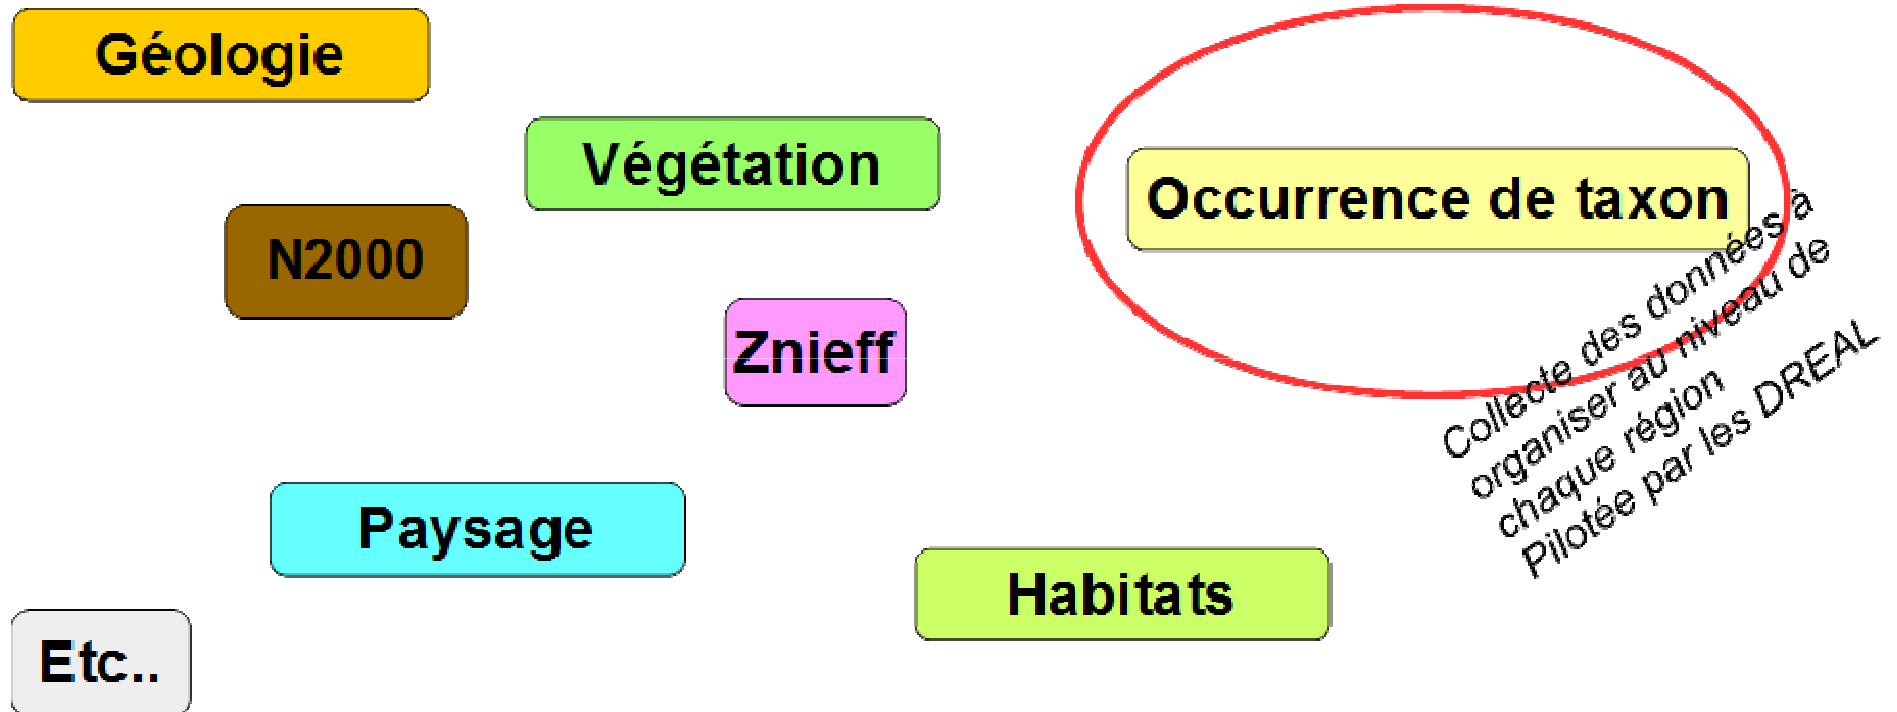 Géologie
Végétation
Occurrence de taxon
N2000
Znieff
Collecte des données à
organiser au niveau de
chaque région
Pilotée par les DREAL
Paysage
Habitats
Etc..